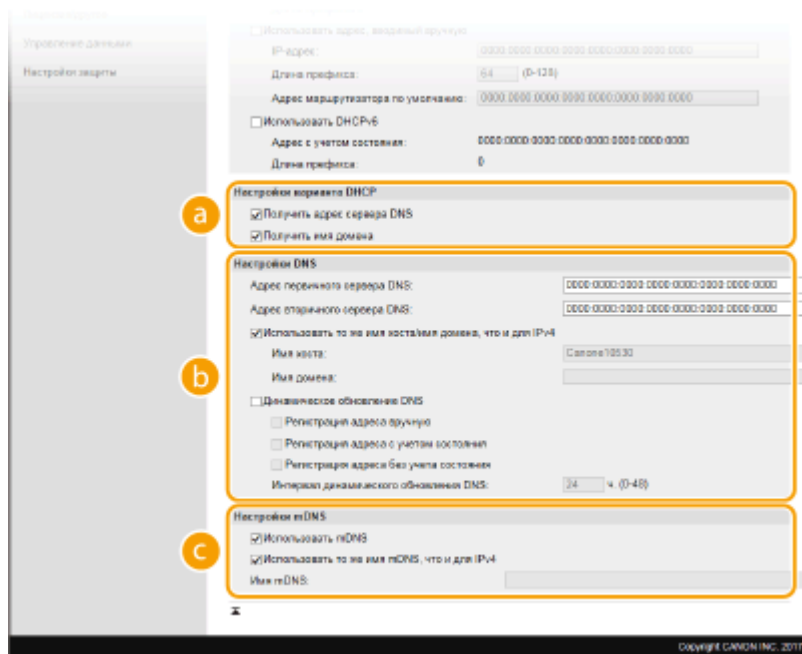 Управление данными
Настройки защиты
Использовать адрес, вводимый вручную
IP-адрес: 0000:0000:0000:0000:0000:0000:0000:0000
Длина префикса: 64 (0-128)
Адрес маршрутизатора по умолчанию: 0000:0000:0000:0000:0000:0000:0000:0000
Использовать DHCPv6
Адрес с учетом состояния: 0000:0000:0000:0000:0000:0000:0000:0000
Длина префикса: 0
a
Настройки варианта DHCP
Получить адрес сервера DNS
Получить имя домена
b
Настройки DNS
Адрес первичного сервера DNS: 0000:0000:0000:0000:0000:0000:0000:0000
Адрес вторичного сервера DNS: 0000:0000:0000:0000:0000:0000:0000:0000
Использовать то же имя хоста/имя домена, что и для IPv4
Имя хоста: Canone10530
Имя домена:
Динамическое обновление DNS
Регистрация адреса вручную
Регистрация адреса с учетом состояния
Регистрация адреса без учета состояния
Интервал динамического обновления DNS: 24 ч. (0-48)
c
Настройки mDNS
Использовать mDNS
Использовать то же имя mDNS, что и для IPv4
Имя mDNS:
Copyright CANON INC. 201